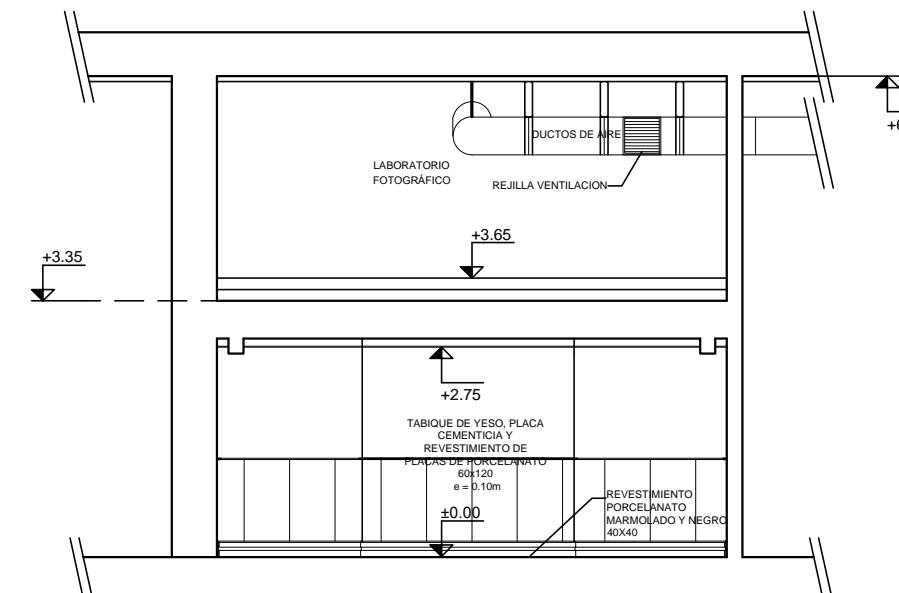 DUCTOS DE AIRE
LABORATORIO
FOTOGRÁFICO
REJILLA VENTILACION
+3.65
+3.35
+2.75
TABIQUE DE YESO, PLACA
CEMENTICIA Y
REVESTIMIENTO DE
PLACAS DE PORCELANATO
60x120
e = 0.10m
±0.00
REVESTIMIENTO
PORCELANATO
MARMOLADO Y NEGRO
40X40